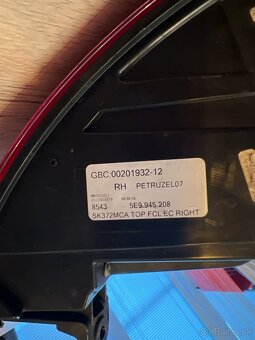 GBC:00201932-12
RH PETRUZEL07
8543 5E9.945.208
SK372MCA TOP FCL EC RIGHT